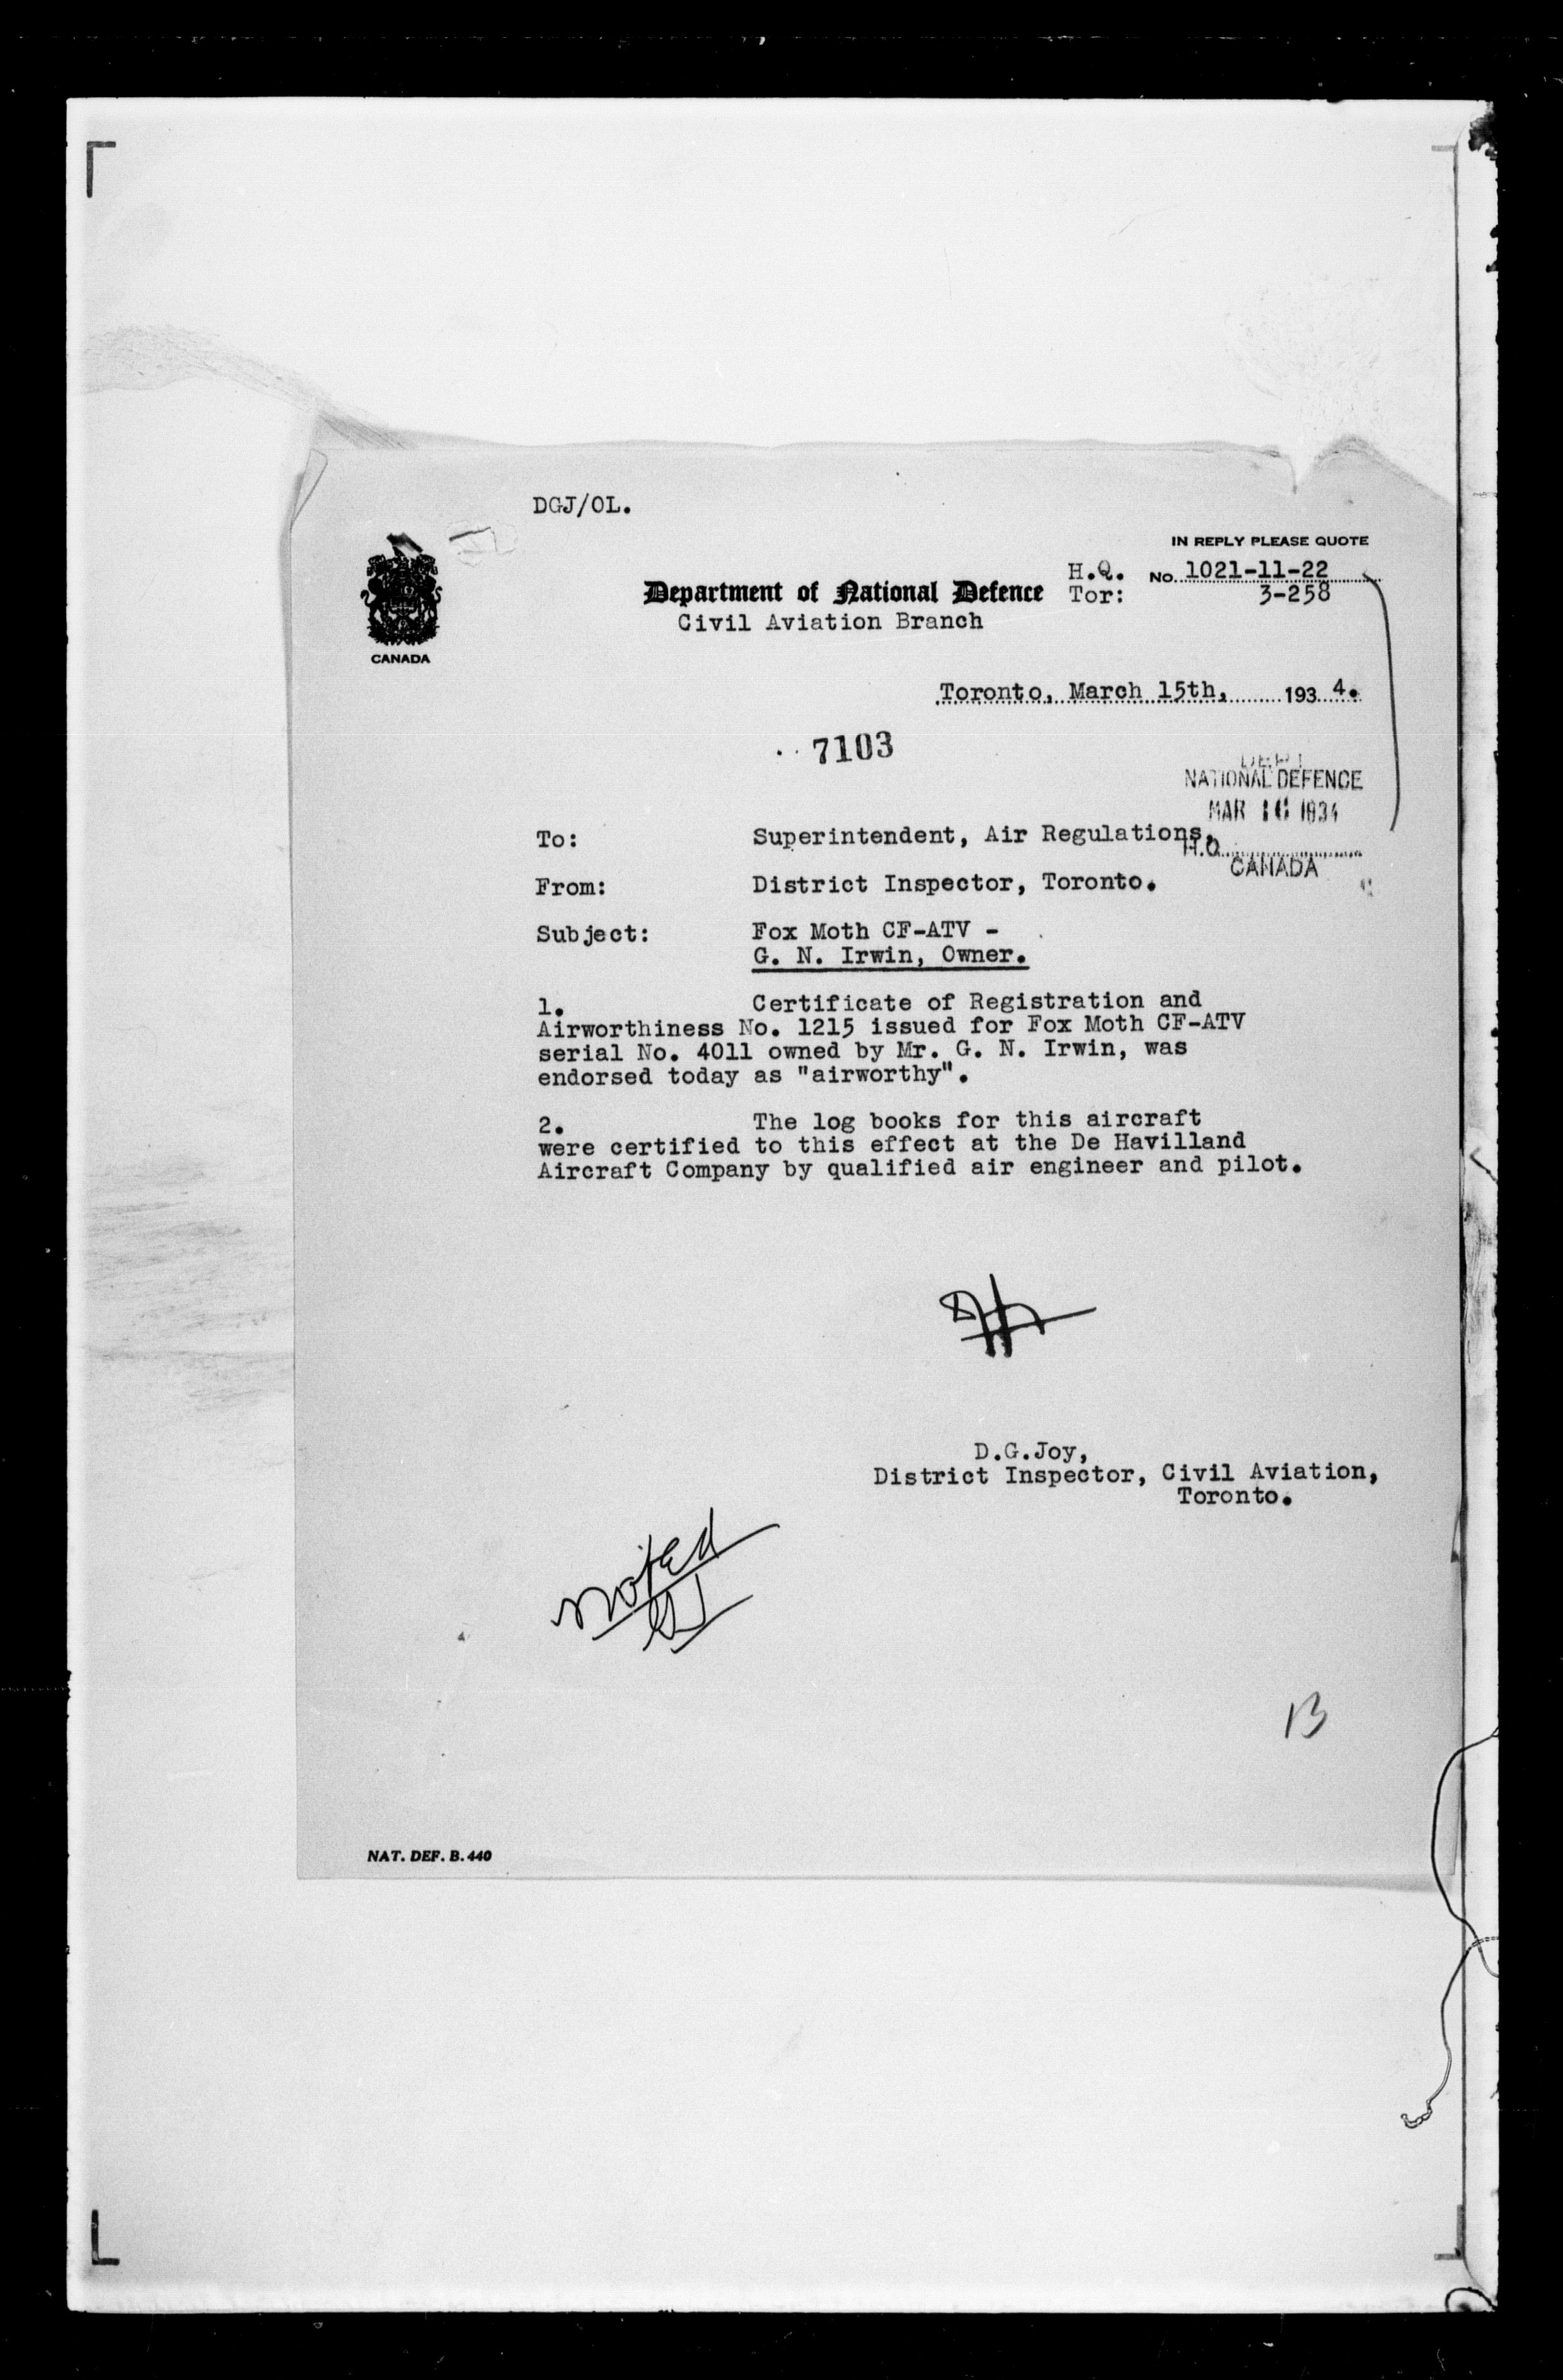 DGJ/OL.
IN REPLY PLEASE QUOTE
H.Q. No. 1021-11-22
Department of National Defence Tor: 3-258
Civil Aviation Branch
CANADA
Toronto, March 15th, 1934.
7103
DEPT
NATIONAL DEFENCE
MAR 16 1934
H.Q.
CANADA
To: Superintendent, Air Regulations,
From: District Inspector, Toronto.
Subject: Fox Moth CF-ATV -
G. N. Irwin, Owner.
1. Certificate of Registration and
Airworthiness No. 1215 issued for Fox Moth CF-ATV
serial No. 4011 owned by Mr. G. N. Irwin, was
endorsed today as "airworthy".
2. The log books for this aircraft
were certified to this effect at the De Havilland
Aircraft Company by qualified air engineer and pilot.
D.G.Joy,
District Inspector, Civil Aviation,
Toronto.
noted
13
NAT. DEF. B. 440